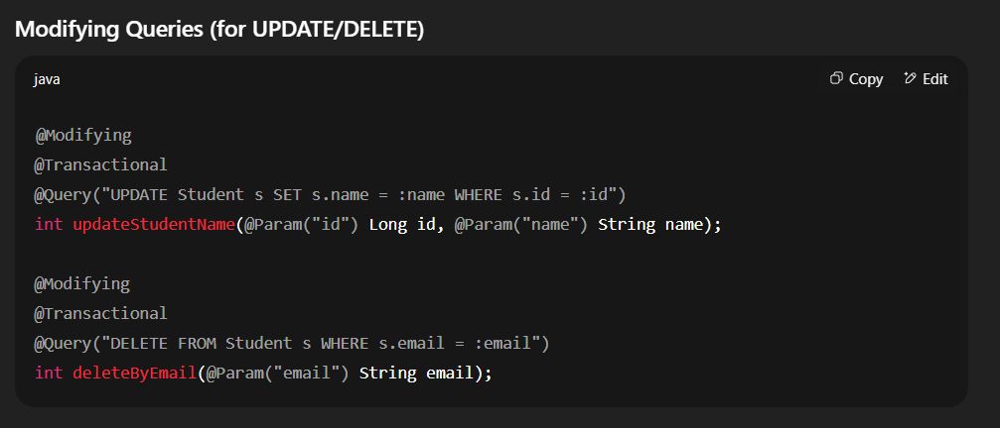 Modifying Queries (for UPDATE/DELETE)
java
Copy
Edit
@Modifying
@Transactional
@Query("UPDATE Student s SET s.name = :name WHERE s.id = :id")
int updateStudentName(@Param("id") Long id, @Param("name") String name);
@Modifying
@Transactional
@Query("DELETE FROM Student s WHERE s.email = :email")
int deleteByEmail(@Param("email") String email);